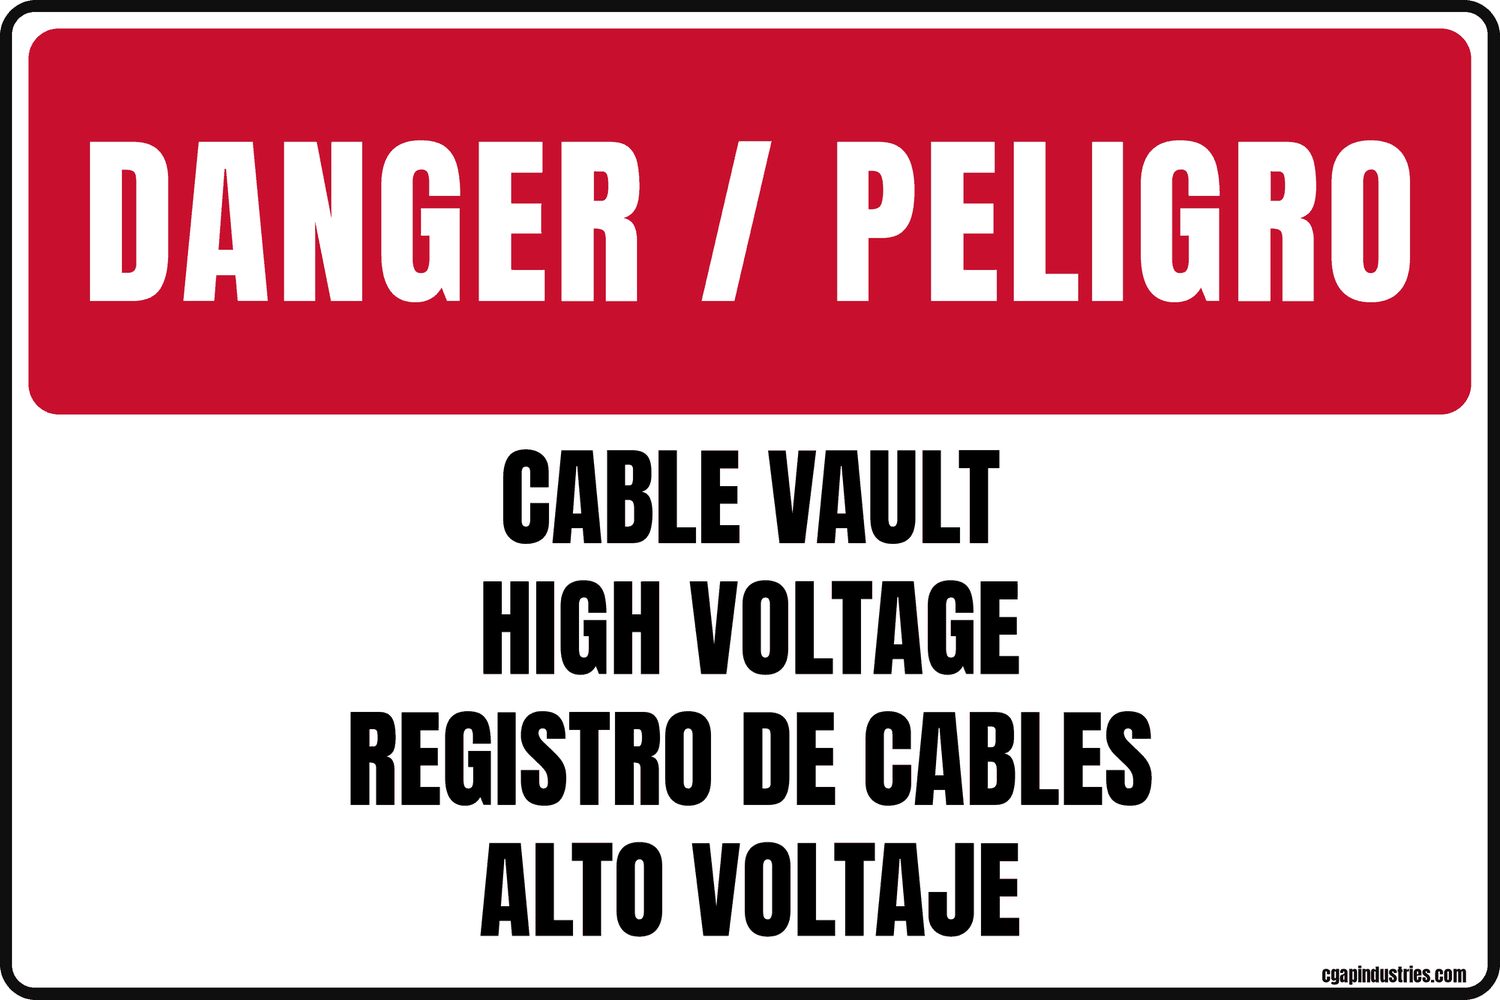 DANGER / PELIGRO
CABLE VAULT
HIGH VOLTAGE
REGISTRO DE CABLES
ALTO VOLTAJE
cgapindustries.com